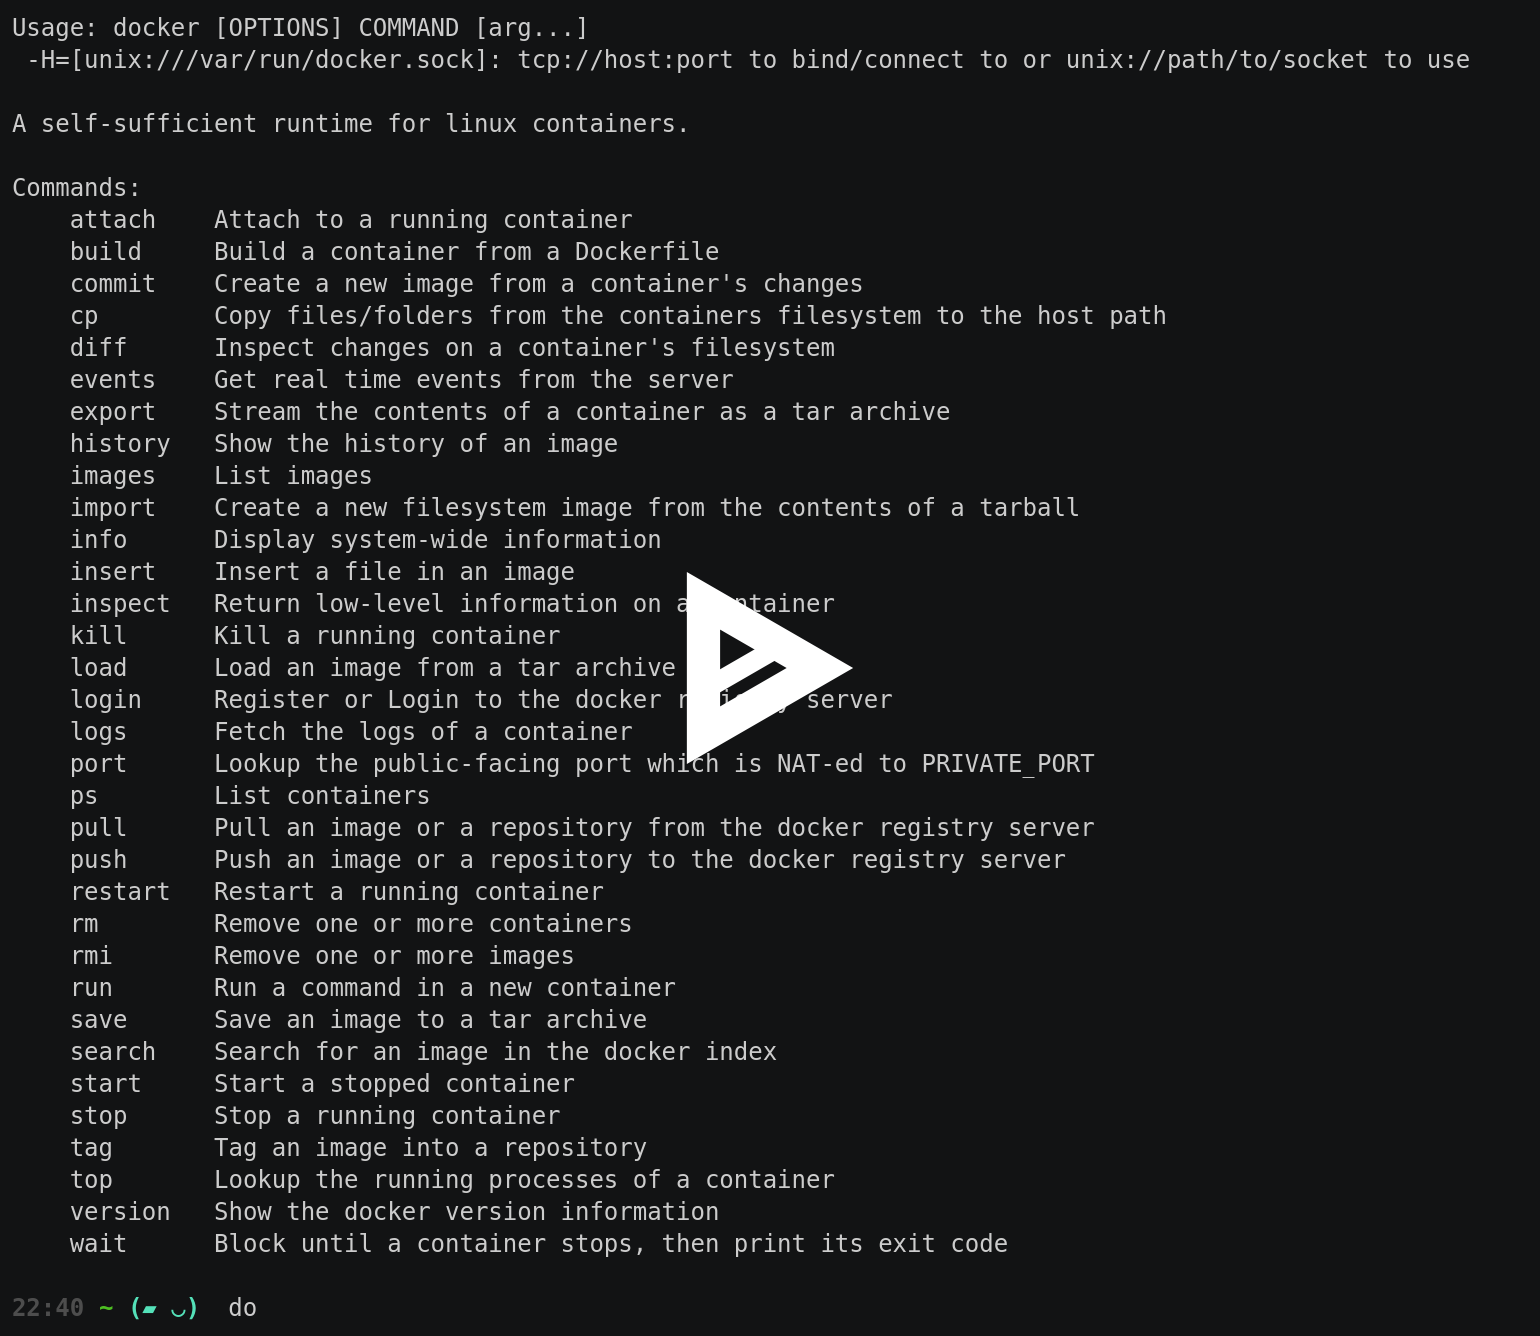 Usage: docker [OPTIONS] COMMAND [arg...]
 -H=[unix:///var/run/docker.sock]: tcp://host:port to bind/connect to or unix://path/to/socket to use

A self-sufficient runtime for linux containers.

Commands:
    attach    Attach to a running container
    build     Build a container from a Dockerfile
    commit    Create a new image from a container's changes
    cp        Copy files/folders from the containers filesystem to the host path
    diff      Inspect changes on a container's filesystem
    events    Get real time events from the server
    export    Stream the contents of a container as a tar archive
    history   Show the history of an image
    images    List images
    import    Create a new filesystem image from the contents of a tarball
    info      Display system-wide information
    insert    Insert a file in an image
    inspect   Return low-level information on a container
    kill      Kill a running container
    load      Load an image from a tar archive
    login     Register or Login to the docker registry server
    logs      Fetch the logs of a container
    port      Lookup the public-facing port which is NAT-ed to PRIVATE_PORT
    ps        List containers
    pull      Pull an image or a repository from the docker registry server
    push      Push an image or a repository to the docker registry server
    restart   Restart a running container
    rm        Remove one or more containers
    rmi       Remove one or more images
    run       Run a command in a new container
    save      Save an image to a tar archive
    search    Search for an image in the docker index
    start     Start a stopped container
    stop      Stop a running container
    tag       Tag an image into a repository
    top       Lookup the running processes of a container
    version   Show the docker version information
    wait      Block until a container stops, then print its exit code

22:40 ~ (▰ ◡)  do